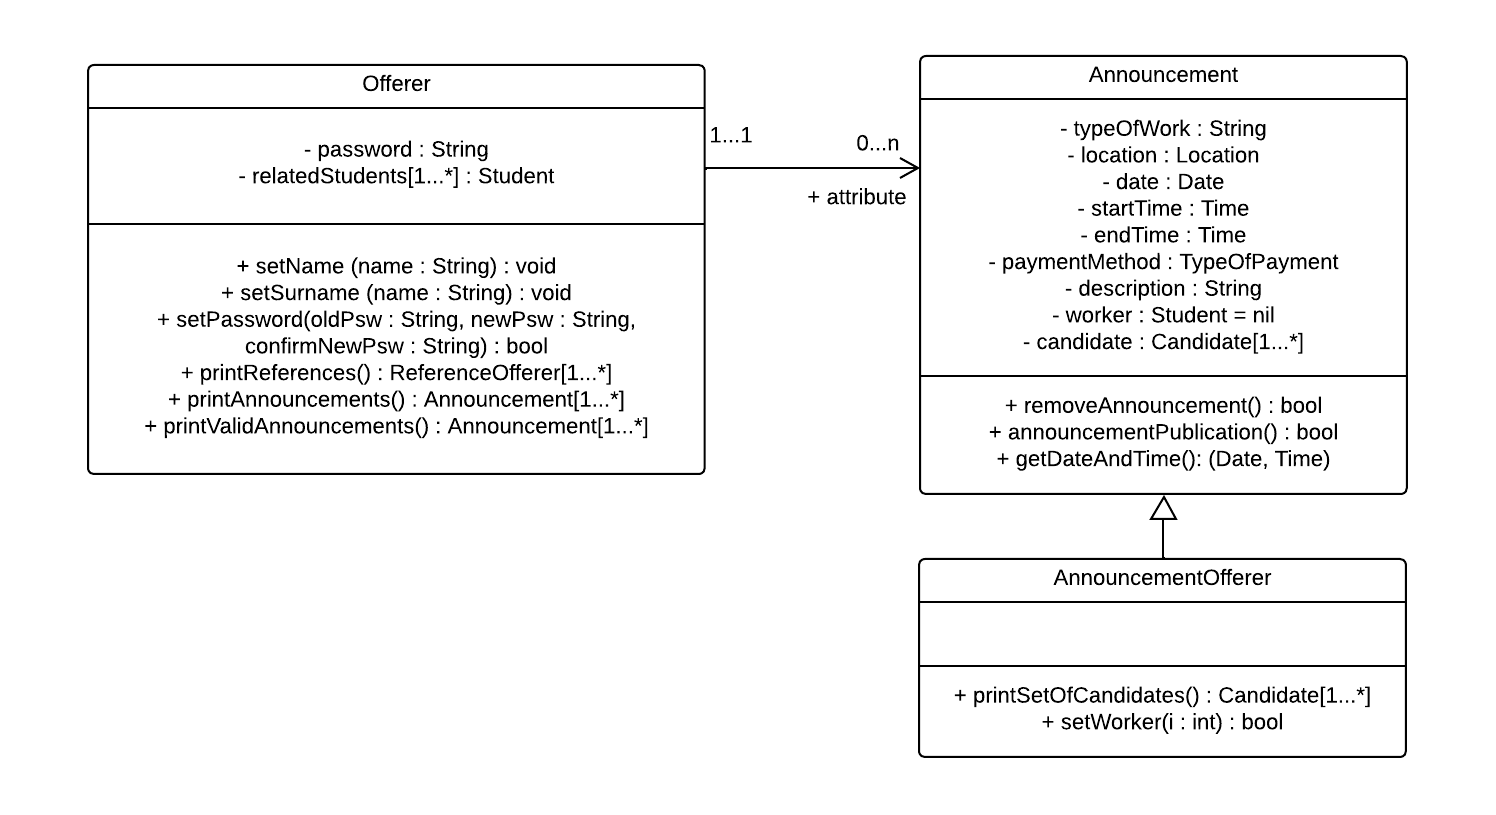 Offerer
- password : String
- relatedStudents[1...*] : Student
+ setName (name : String) : void
+ setSurname (name : String) : void
+ setPassword(oldPsw : String, newPsw : String,
confirmNewPsw : String) : bool
+ printReferences() : ReferenceOfferer[1...*]
+ printAnnouncements() : Announcement[1...*]
+ printValidAnnouncements() : Announcement[1...*]
1...1
0...n
+ attribute
Announcement
- typeOfWork : String
- location : Location
- date : Date
- startTime : Time
- endTime : Time
- paymentMethod : TypeOfPayment
- description : String
- worker : Student = nil
- candidate : Candidate[1...*]
+ removeAnnouncement() : bool
+ announcementPublication() : bool
+ getDateAndTime(): (Date, Time)
AnnouncementOfferer
+ printSetOfCandidates() : Candidate[1...*]
+ setWorker(i : int) : bool